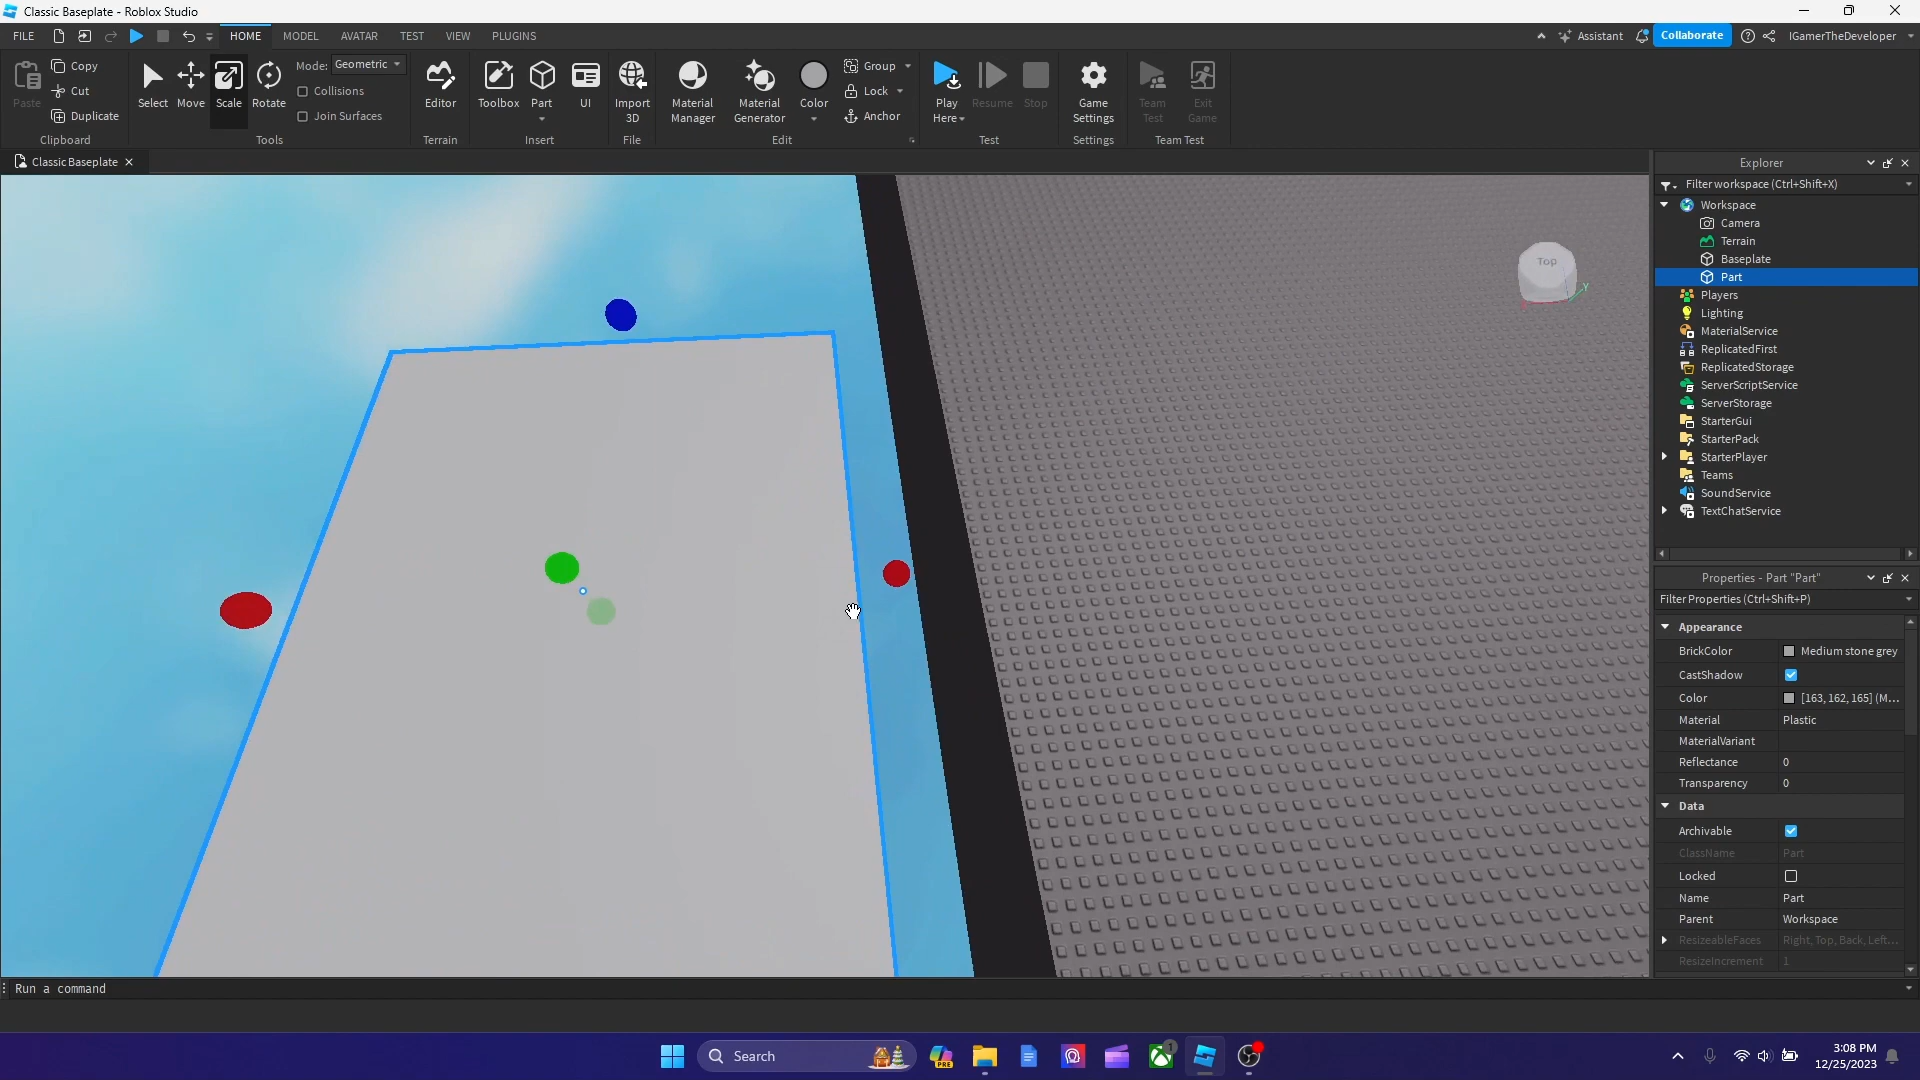 Classic Baseplate - Roblox Studio
FILE HOME MODEL AVATAR TEST VIEW PLUGINS Assistant Collaborate IGamerTheDeveloper
Paste Copy Cut Duplicate
Clipboard
Select Move Scale Rotate
Mode: Geometric
Collisions
Join Surfaces
Tools
Editor
Terrain
Toolbox Part UI
Insert
Import 3D
File
Material Manager
Material Generator
Color
Group
Lock
Anchor
Edit
Play Here
Resume Stop
Test
Game Settings
Settings
Team Test
Exit Game
Team Test
Classic Baseplate
Top
Y
Explorer
Filter workspace (Ctrl+Shift+X)
Workspace
Camera
Terrain
Baseplate
Part
Players
Lighting
MaterialService
ReplicatedFirst
ReplicatedStorage
ServerScriptService
ServerStorage
StarterGui
StarterPack
StarterPlayer
Teams
SoundService
TextChatService
Properties - Part "Part"
Filter Properties (Ctrl+Shift+P)
Appearance
BrickColor Medium stone grey
CastShadow
Color [163, 162, 165] (M...
Material Plastic
MaterialVariant
Reflectance 0
Transparency 0
Data
Archivable
ClassName Part
Locked
Name Part
Parent Workspace
ResizeableFaces Right, Top, Back, Left...
ResizeIncrement 1
Run a command
Search
PRE
1
3:08 PM
12/25/2023